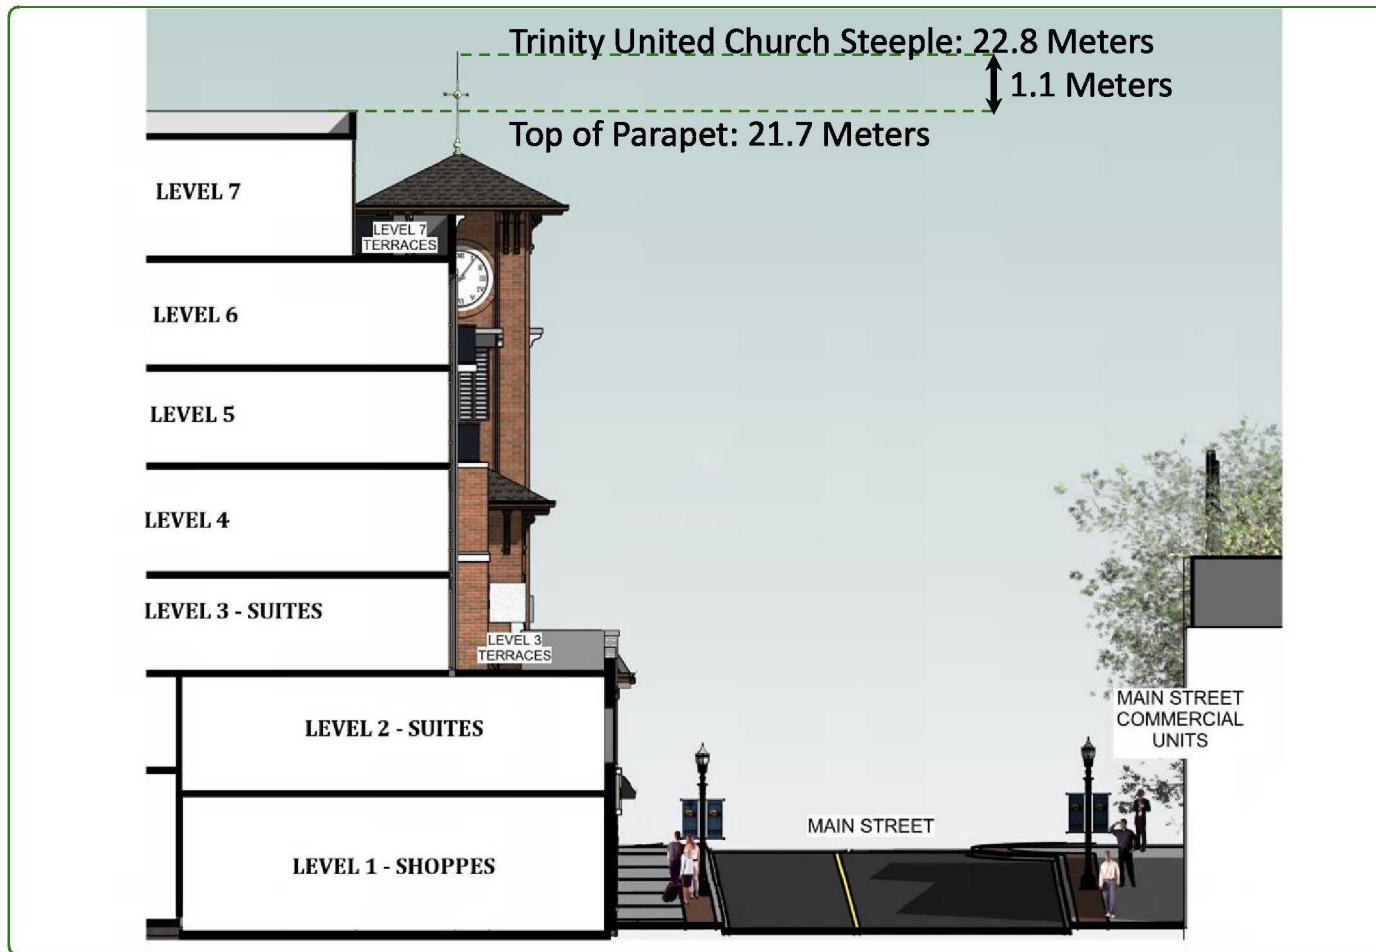 Trinity United Church Steeple: 22.8 Meters
1.1 Meters
Top of Parapet: 21.7 Meters
LEVEL 7
LEVEL 7
TERRACES
LEVEL 6
LEVEL 5
LEVEL 4
LEVEL 3 - SUITES
LEVEL 3
TERRACES
LEVEL 2 - SUITES
MAIN STREET
COMMERCIAL
UNITS
MAIN STREET
LEVEL 1 - SHOPPES